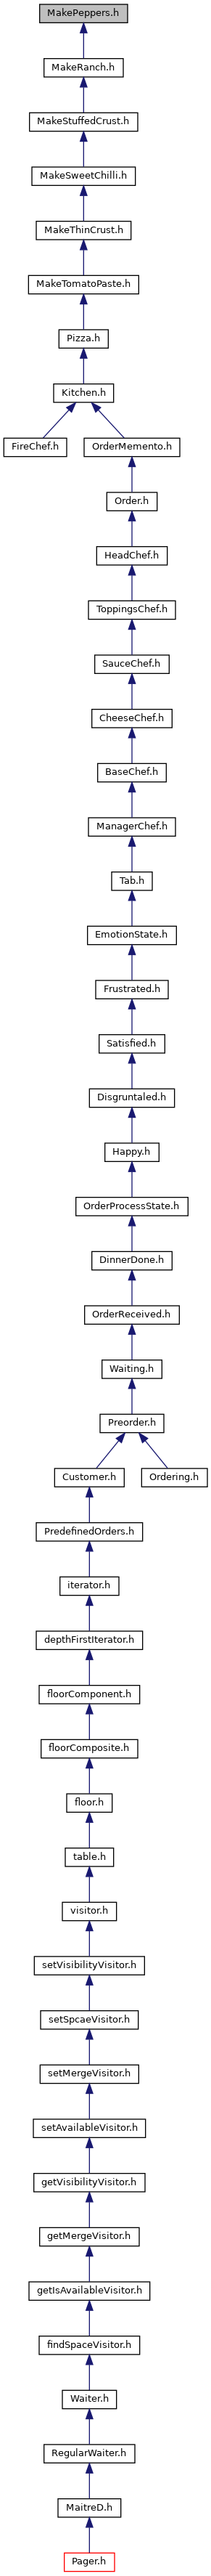 MakePeppers.h
MakeRanch.h
MakeStuffedCrust.h
MakeSweetChilli.h
MakeThinCrust.h
MakeTomatoPaste.h
Pizza.h
Kitchen.h
FireChef.h
OrderMemento.h
Order.h
HeadChef.h
ToppingsChef.h
SauceChef.h
CheeseChef.h
BaseChef.h
ManagerChef.h
Tab.h
EmotionState.h
Frustrated.h
Satisfied.h
Disgruntaled.h
Happy.h
OrderProcessState.h
DinnerDone.h
OrderReceived.h
Waiting.h
Preorder.h
Customer.h
Ordering.h
PredefinedOrders.h
iterator.h
depthFirstIterator.h
floorComponent.h
floorComposite.h
floor.h
table.h
visitor.h
setVisibilityVisitor.h
setSpcaeVisitor.h
setMergeVisitor.h
setAvailableVisitor.h
getVisibilityVisitor.h
getMergeVisitor.h
getIsAvailableVisitor.h
findSpaceVisitor.h
Waiter.h
RegularWaiter.h
MaitreD.h
Pager.h